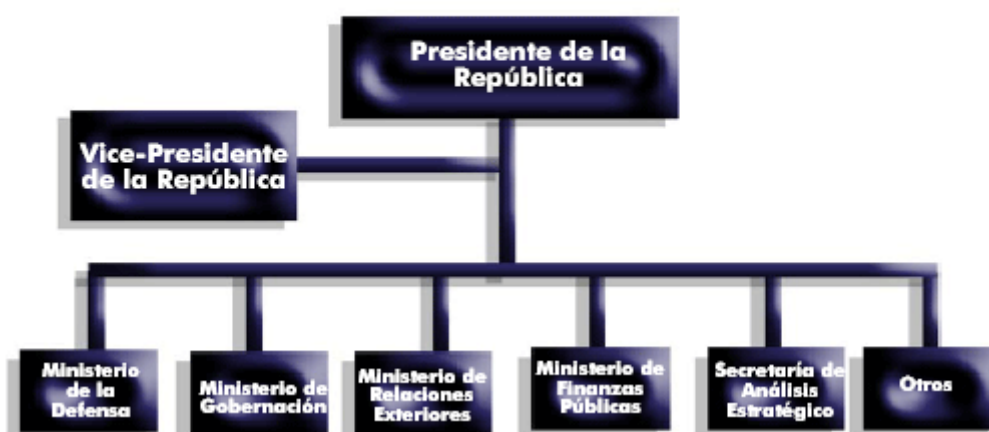 Presidente de la
República
Vice-Presidente
de la República
Ministerio
de la
Defensa
Ministerio de
Gobernación
Ministerio de
Relaciones
Exteriores
Ministerio de
Finanzas
Públicas
Secretaría de
Análisis
Estratégico
Otros